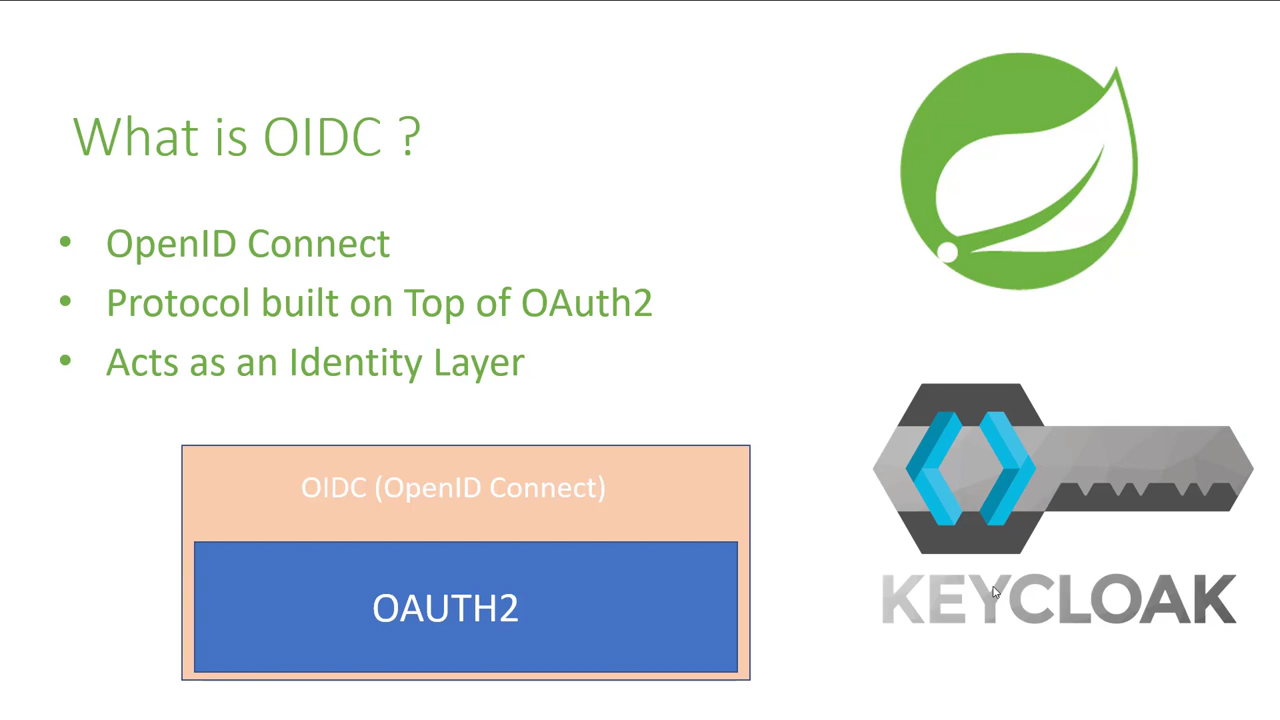 What is OIDC ?
• OpenID Connect
• Protocol built on Top of OAuth2
• Acts as an Identity Layer
OIDC (OpenID Connect)
OAUTH2
KEYCLOAK